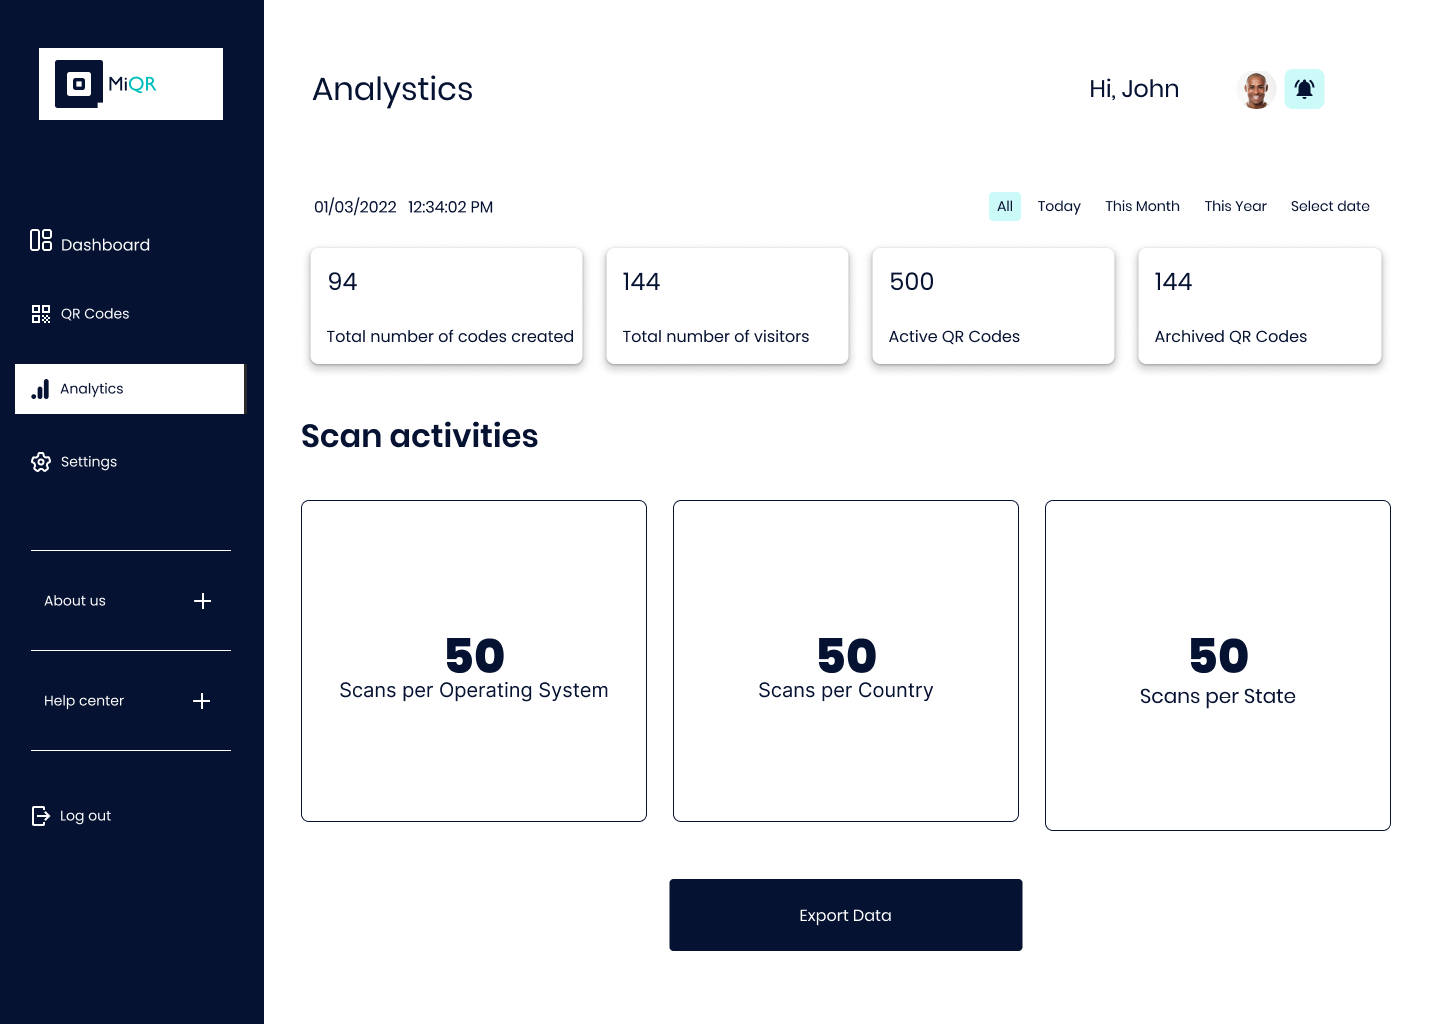 MiQR
Analystics
Hi, John
01/03/2022 12:34:02 PM
All Today This Month This Year Select date
Dashboard
QR Codes
Analytics
Settings
About us
Help center
Log out
94
Total number of codes created
144
Total number of visitors
500
Active QR Codes
144
Archived QR Codes
Scan activities
50
Scans per Operating System
50
Scans per Country
50
Scans per State
Export Data